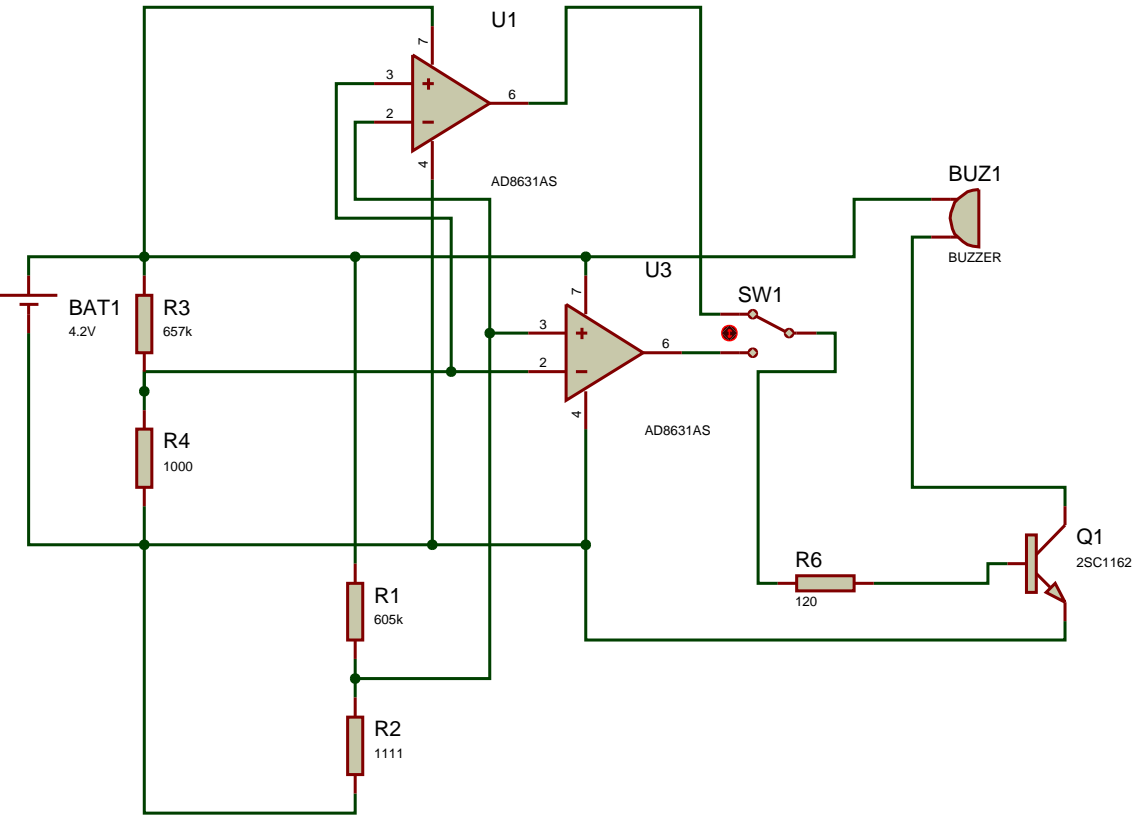 U1
7
3
6
2
4
AD8631AS
BUZ1
BUZZER
U3
7
SW1
BAT1
4.2V
R3
657k
3
6
2
4
AD8631AS
R4
1000
Q1
2SC1162
R6
120
R1
605k
R2
1111